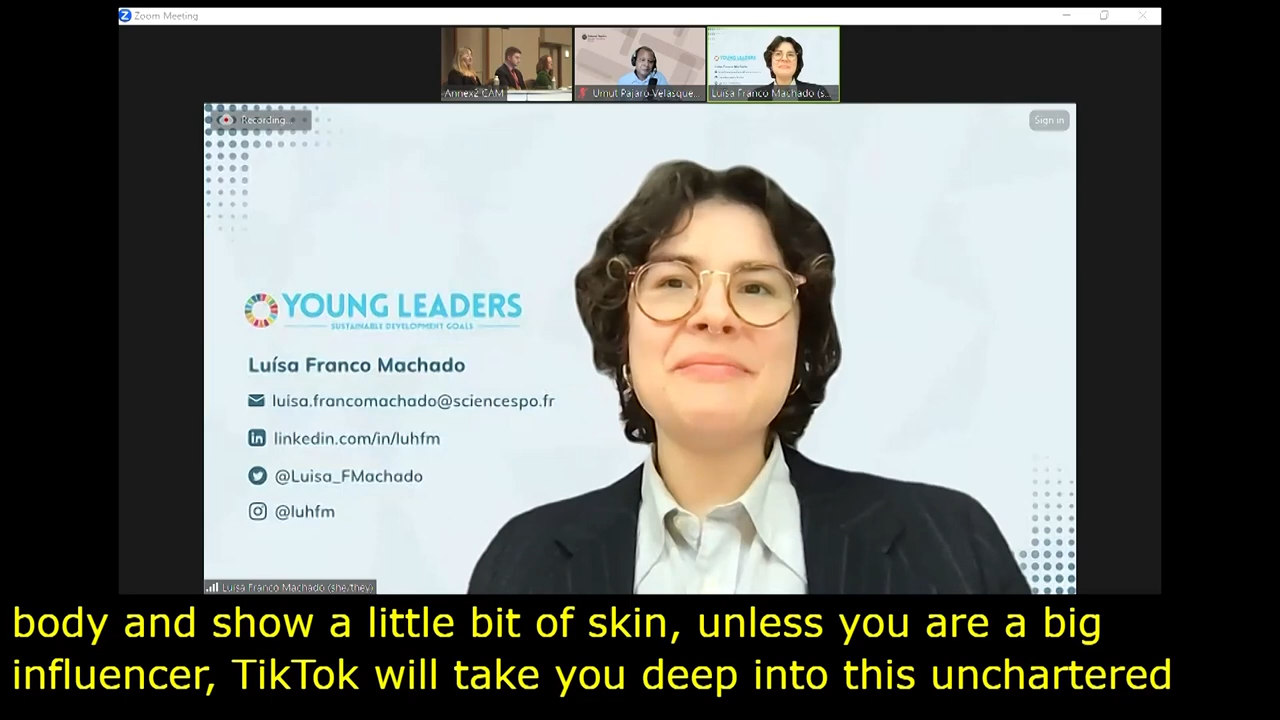 Zoom Meeting
Annex2 CAM
Umut Pajaro Velasque...
Luísa Franco Machado (s...
Recording...
Sign in
YOUNG LEADERS
SUSTAINABLE DEVELOPMENT GOALS
Luísa Franco Machado
luisa.francomachado@sciencespo.fr
linkedin.com/in/luhfm
@Luisa_FMachado
@luhfm
Luísa Franco Machado (she/they)
body and show a little bit of skin, unless you are a big
influencer, TikTok will take you deep into this unchartered